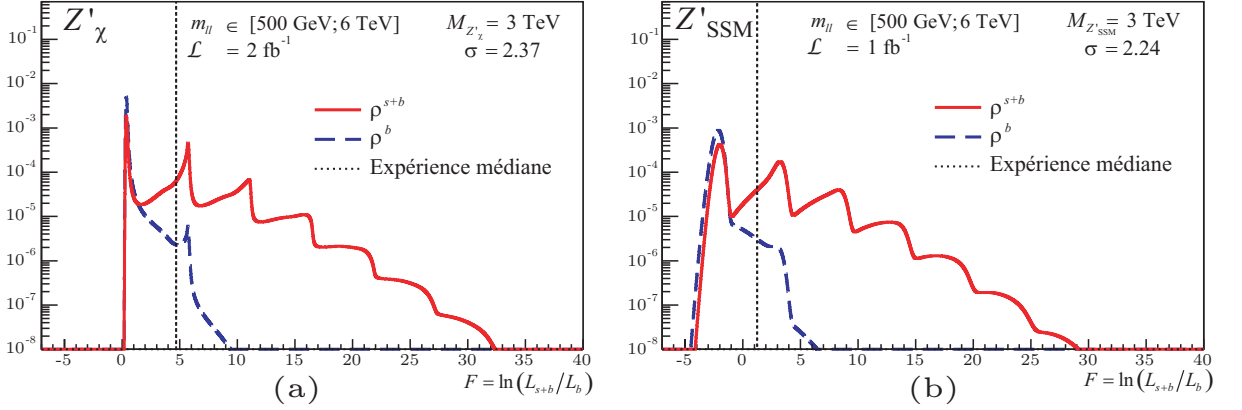 Z'χ
m_ll ∈ [500 GeV; 6 TeV]
M_Z'χ = 3 TeV
ℒ = 2 fb⁻¹
σ = 2.37
ρ^{s+b}
ρ^b
Expérience médiane
10⁻¹
10⁻²
10⁻³
10⁻⁴
10⁻⁵
10⁻⁶
10⁻⁷
10⁻⁸
-5 0 5 10 15 20 25 30 35 40
F = ln(L_{s+b}/L_b)
(a)
Z'SSM
m_ll ∈ [500 GeV; 6 TeV]
M_Z'SSM = 3 TeV
ℒ = 1 fb⁻¹
σ = 2.24
ρ^{s+b}
ρ^b
Expérience médiane
10⁻¹
10⁻²
10⁻³
10⁻⁴
10⁻⁵
10⁻⁶
10⁻⁷
10⁻⁸
-5 0 5 10 15 20 25 30 35 40
F = ln(L_{s+b}/L_b)
(b)